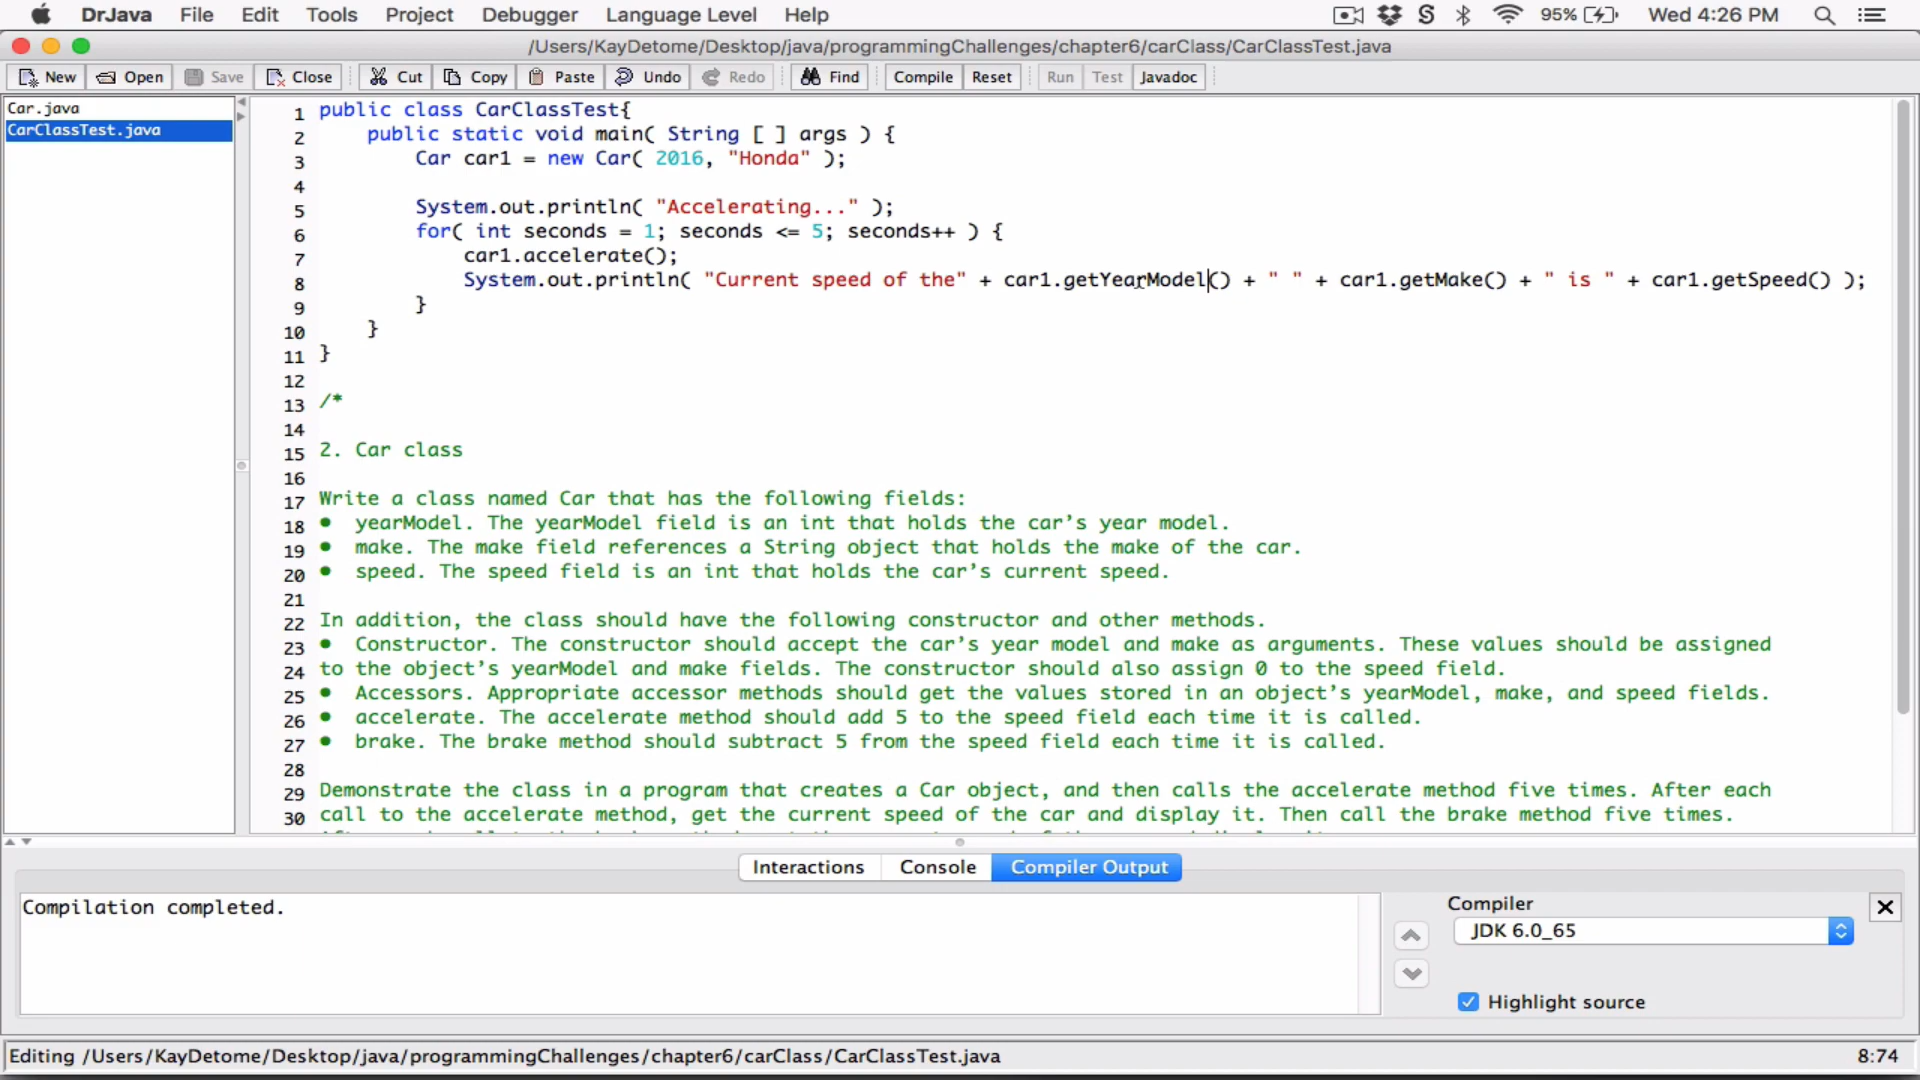 DrJava File Edit Tools Project Debugger Language Level Help 95% Wed 4:26 PM
/Users/KayDetome/Desktop/java/programmingChallenges/chapter6/carClass/CarClassTest.java
New Open Save Close Cut Copy Paste Undo Redo Find Compile Reset Run Test Javadoc
Car.java
CarClassTest.java
1 public class CarClassTest{
2 public static void main( String [ ] args ) {
3 Car car1 = new Car( 2016, "Honda" );
4
5 System.out.println( "Accelerating..." );
6 for( int seconds = 1; seconds <= 5; seconds++ ) {
7 car1.accelerate();
8 System.out.println( "Current speed of the" + car1.getYearModel() + " " + car1.getMake() + " is " + car1.getSpeed() );
9 }
10 }
11 }
12
13 /*
14
15 2. Car class
16
17 Write a class named Car that has the following fields:
18 • yearModel. The yearModel field is an int that holds the car’s year model.
19 • make. The make field references a String object that holds the make of the car.
20 • speed. The speed field is an int that holds the car’s current speed.
21
22 In addition, the class should have the following constructor and other methods.
23 • Constructor. The constructor should accept the car’s year model and make as arguments. These values should be assigned
24 to the object’s yearModel and make fields. The constructor should also assign 0 to the speed field.
25 • Accessors. Appropriate accessor methods should get the values stored in an object’s yearModel, make, and speed fields.
26 • accelerate. The accelerate method should add 5 to the speed field each time it is called.
27 • brake. The brake method should subtract 5 from the speed field each time it is called.
28
29 Demonstrate the class in a program that creates a Car object, and then calls the accelerate method five times. After each
30 call to the accelerate method, get the current speed of the car and display it. Then call the brake method five times.
Interactions Console Compiler Output
Compilation completed.
Compiler
JDK 6.0_65
Highlight source
Editing /Users/KayDetome/Desktop/java/programmingChallenges/chapter6/carClass/CarClassTest.java 8:74